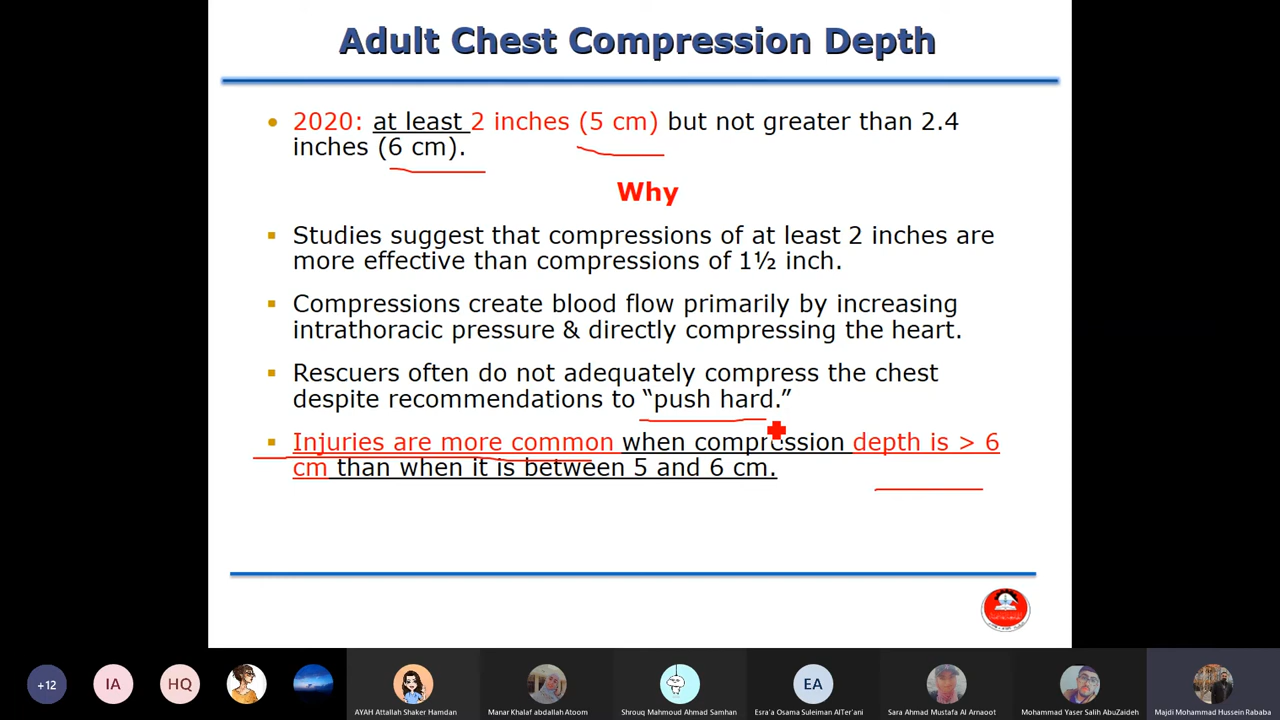 Adult Chest Compression Depth
• 2020: at least 2 inches (5 cm) but not greater than 2.4
inches (6 cm).
Why
▪ Studies suggest that compressions of at least 2 inches are
more effective than compressions of 1½ inch.
▪ Compressions create blood flow primarily by increasing
intrathoracic pressure & directly compressing the heart.
▪ Rescuers often do not adequately compress the chest
despite recommendations to “push hard.”
▪ Injuries are more common when compression depth is > 6
cm than when it is between 5 and 6 cm.
+12
IA
HQ
EA
AYAH Attallah Shaker Hamdan
Manar Khalaf abdallah Atoom
Shroug Mahmoud Ahmad Samhan
Esra'a Osama Suleiman AlTer'ani
Sara Ahmad Mustafa Al Arnaoot
Mohammad Yaser Salih AbuZaideh
Majdi Mohammad Hussein Rababa